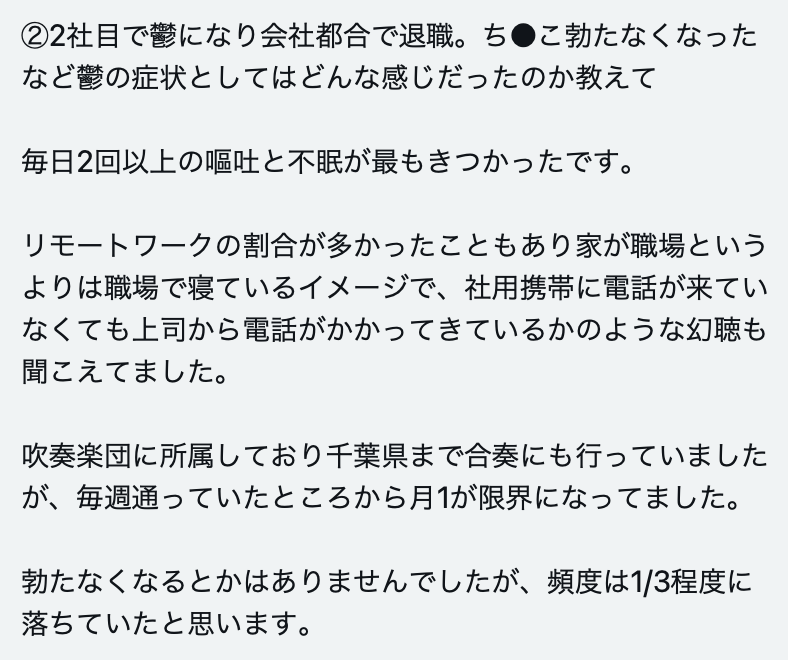 ②2社目で鬱になり会社都合で退職。ち●こ勃たなくなった
など鬱の症状としてはどんな感じだったのか教えて
毎日2回以上の嘔吐と不眠が最もきつかったです。
リモートワークの割合が多かったこともあり家が職場という
よりは職場で寝ているイメージで、社用携帯に電話が来てい
なくても上司から電話がかかってきているかのような幻聴も
聞こえてました。
吹奏楽団に所属しており千葉県まで合奏にも行っていました
が、毎週通っていたところから月1が限界になってました。
勃たなくなるとかはありませんでしたが、頻度は1/3程度に
落ちていたと思います。